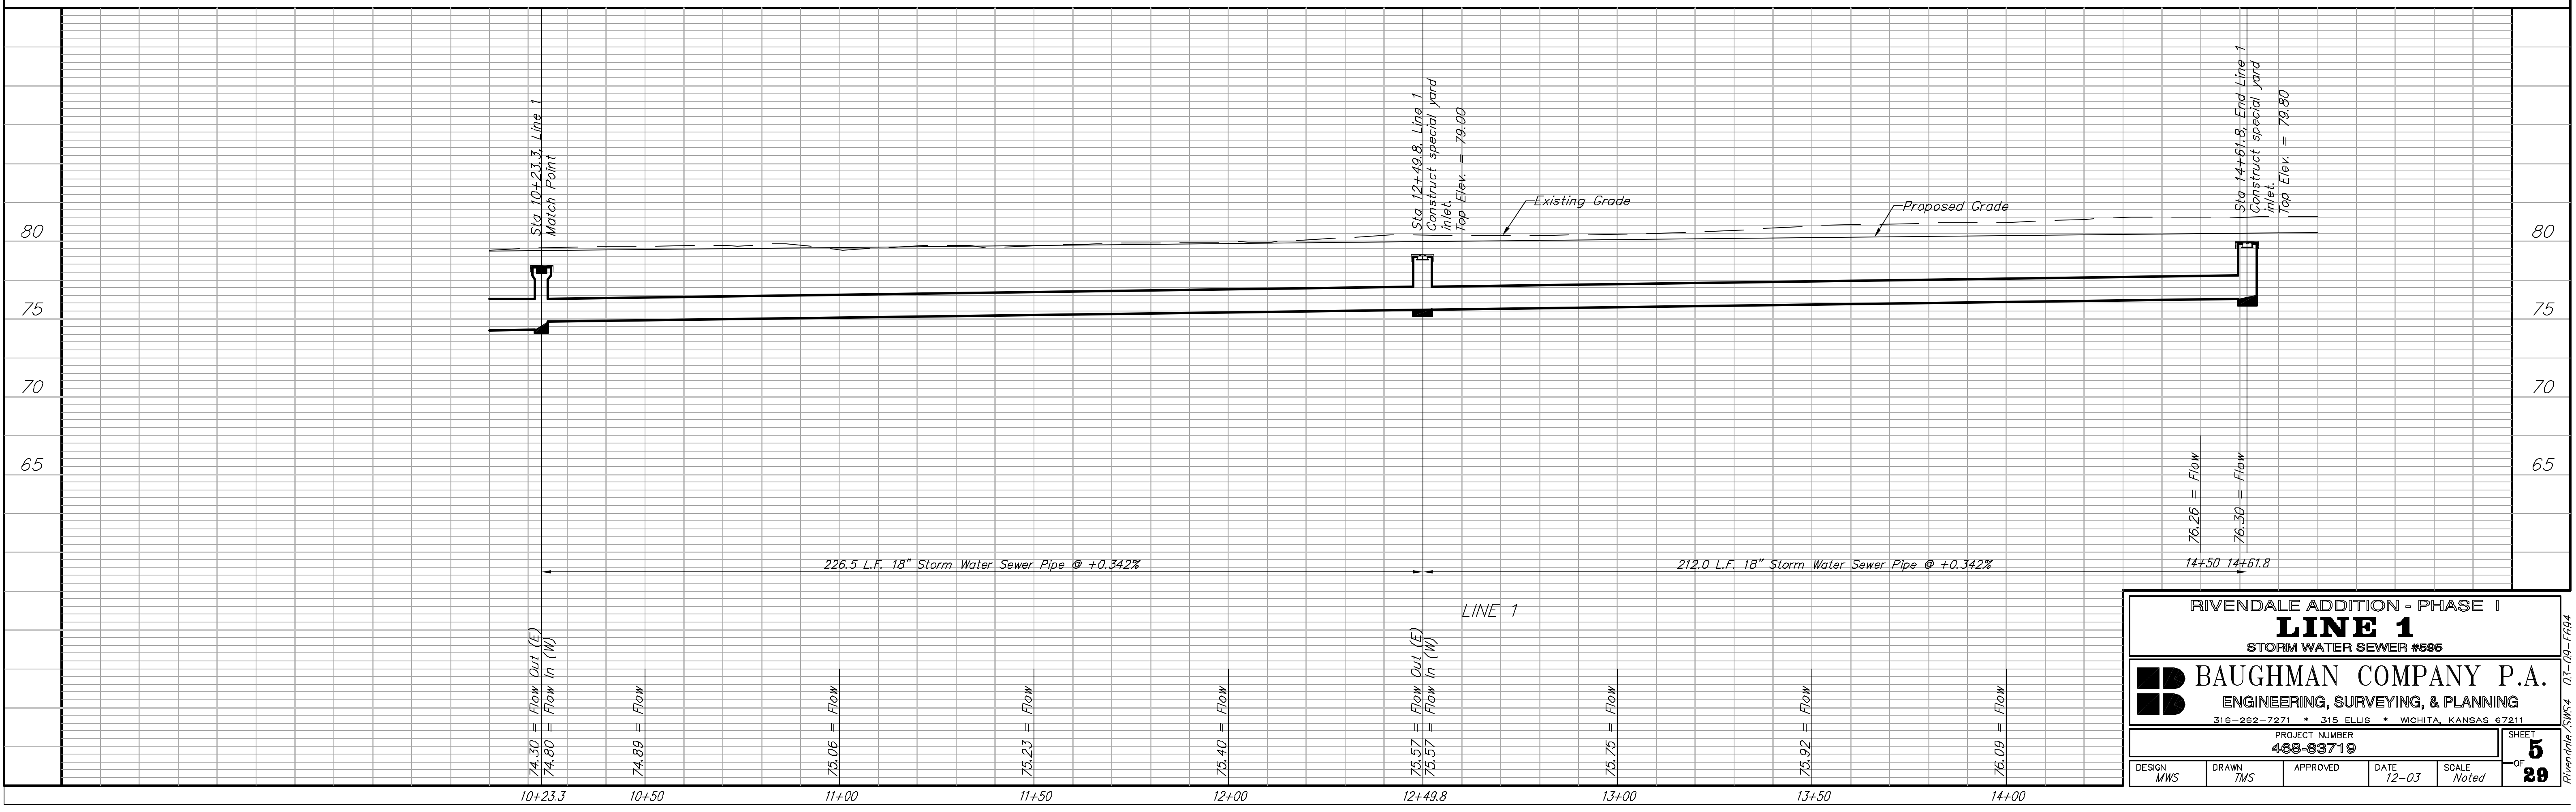 Sta 10+23.3, Line 1
Match Point
Sta 12+49.8, Line 1
Construct special yard
inlet.
Top Elev. = 79.00
Sta 14+61.8, End Line 1
Construct special yard
inlet.
Top Elev. = 79.80
Existing Grade
Proposed Grade
80
80
75
75
70
70
65
65
76.26 = Flow
76.30 = Flow
226.5 L.F. 18" Storm Water Sewer Pipe @ +0.342%
212.0 L.F. 18" Storm Water Sewer Pipe @ +0.342%
14+50 14+61.8
LINE 1
74.30 = Flow Out (E)
74.80 = Flow In (W)
74.89 = Flow
75.06 = Flow
75.23 = Flow
75.40 = Flow
75.57 = Flow Out (E)
75.57 = Flow In (W)
75.75 = Flow
75.92 = Flow
76.09 = Flow
10+23.3
10+50
11+00
11+50
12+00
12+49.8
13+00
13+50
14+00
RIVENDALE ADDITION - PHASE I
LINE 1
STORM WATER SEWER #595
BAUGHMAN COMPANY P.A.
ENGINEERING, SURVEYING, & PLANNING
316-262-7271 * 315 ELLIS * WICHITA, KANSAS 67211
PROJECT NUMBER
468-83719
SHEET
5
OF
29
DESIGN
MWS
DRAWN
TMS
APPROVED
DATE
12-03
SCALE
Noted
Rivendale/SWS4 03-09-F694